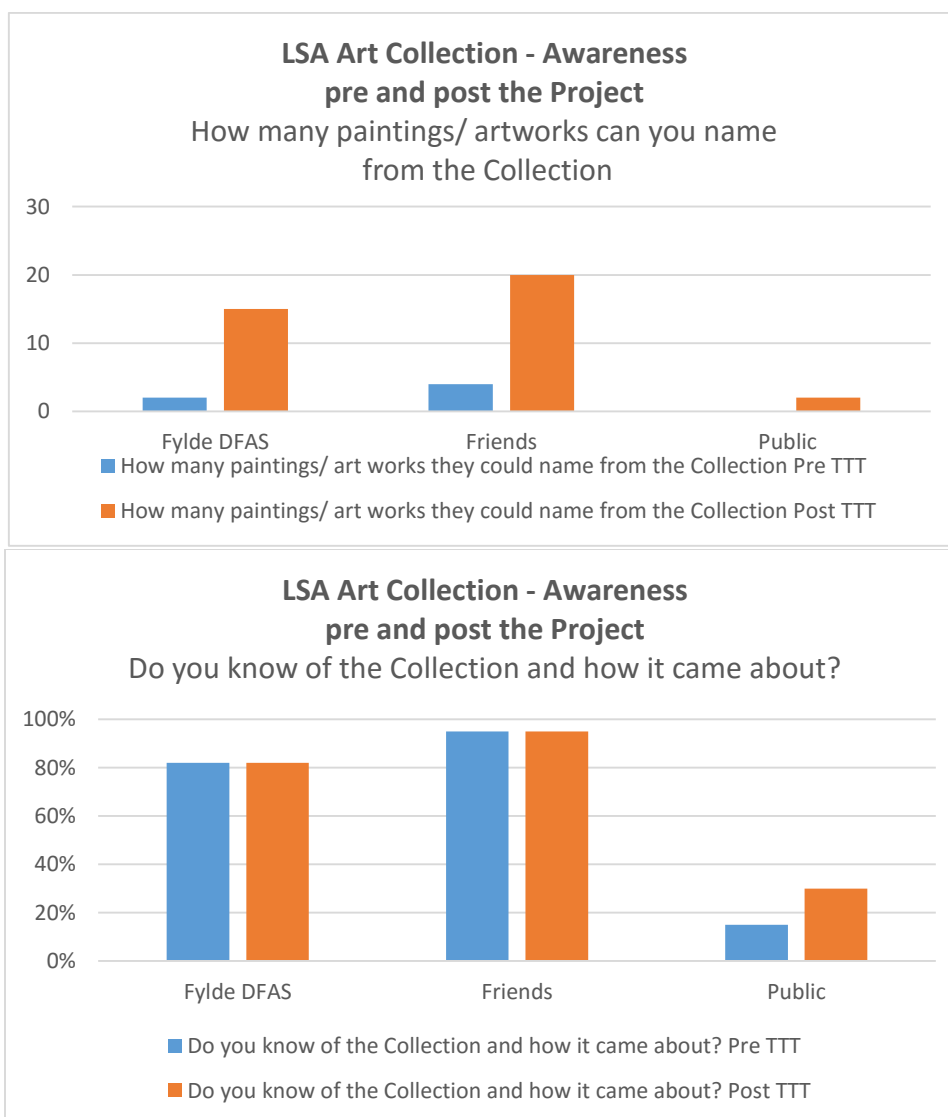 LSA Art Collection - Awareness
pre and post the Project
How many paintings/ artworks can you name
from the Collection
30
20
10
0
Fylde DFAS Friends Public
How many paintings/ art works they could name from the Collection Pre TTT
How many paintings/ art works they could name from the Collection Post TTT
LSA Art Collection - Awareness
pre and post the Project
Do you know of the Collection and how it came about?
100%
80%
60%
40%
20%
0%
Fylde DFAS Friends Public
Do you know of the Collection and how it came about? Pre TTT
Do you know of the Collection and how it came about? Post TTT